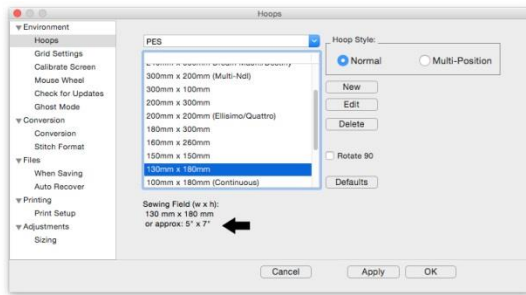 Hoops
Environment
Hoops
Grid Settings
Calibrate Screen
Mouse Wheel
Check for Updates
Ghost Mode
Conversion
Conversion
Stitch Format
Files
When Saving
Auto Recover
Printing
Print Setup
Adjustments
Sizing
PES
300mm x 200mm (Multi-Ndl)
300mm x 100mm
200mm x 300mm
200mm x 200mm (Ellisimo/Quattro)
180mm x 300mm
160mm x 260mm
150mm x 150mm
130mm x 180mm
100mm x 180mm (Continuous)
Sewing Field (w x h):
130 mm x 180 mm
or approx: 5" x 7"
Hoop Style:
Normal
Multi-Position
New
Edit
Delete
Rotate 90
Defaults
Cancel
Apply
OK